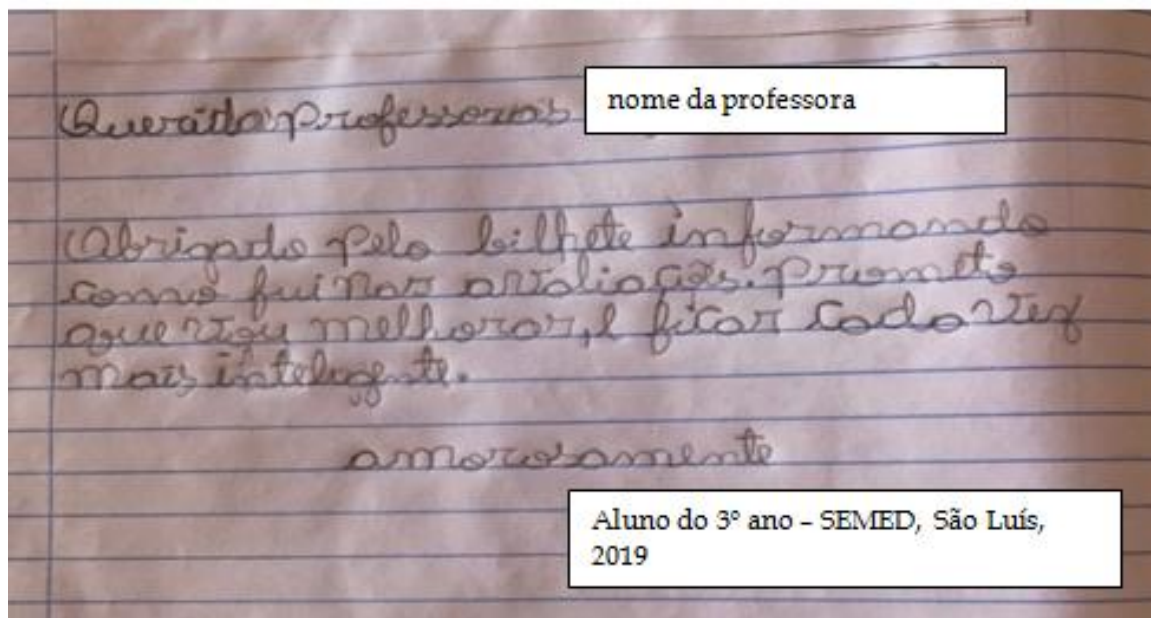 Querida professora nome da professora
Obrigado pelo bilhete informando
como fui nas avaliações. Prometo
que vou melhorar, e ficar cada vez
mais inteligente.
amorosamente
Aluno do 3º ano – SEMED, São Luís,
2019